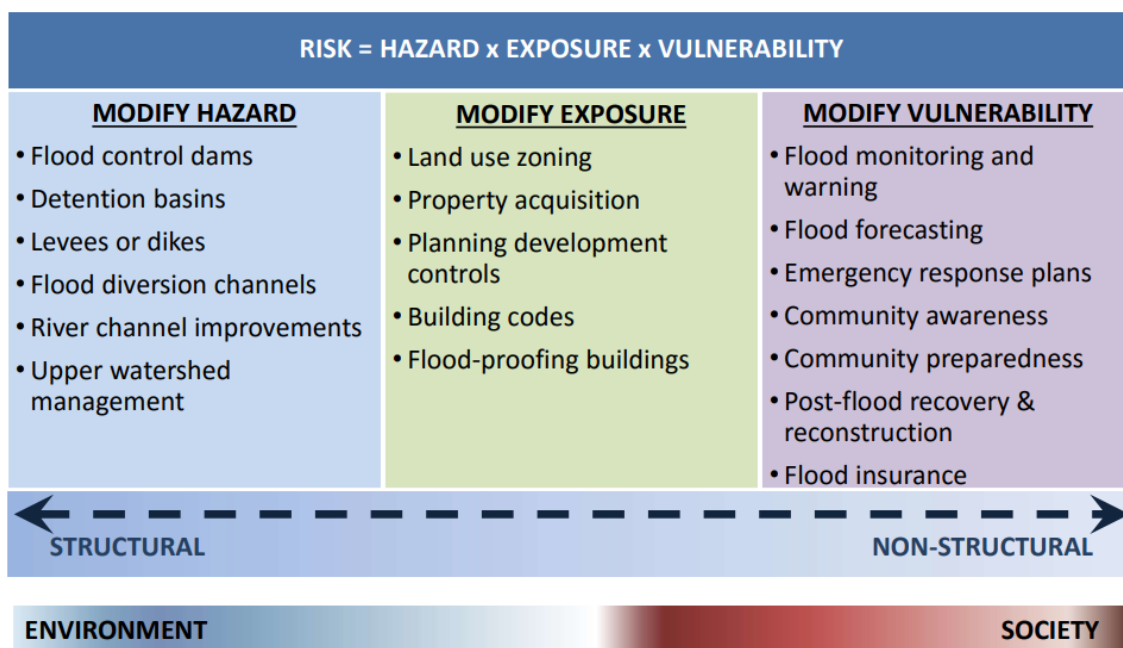 RISK = HAZARD x EXPOSURE x VULNERABILITY
MODIFY HAZARD
• Flood control dams
• Detention basins
• Levees or dikes
• Flood diversion channels
• River channel improvements
• Upper watershed
management
MODIFY EXPOSURE
• Land use zoning
• Property acquisition
• Planning development
controls
• Building codes
• Flood-proofing buildings
MODIFY VULNERABILITY
• Flood monitoring and
warning
• Flood forecasting
• Emergency response plans
• Community awareness
• Community preparedness
• Post-flood recovery &
reconstruction
• Flood insurance
STRUCTURAL
NON-STRUCTURAL
ENVIRONMENT
SOCIETY